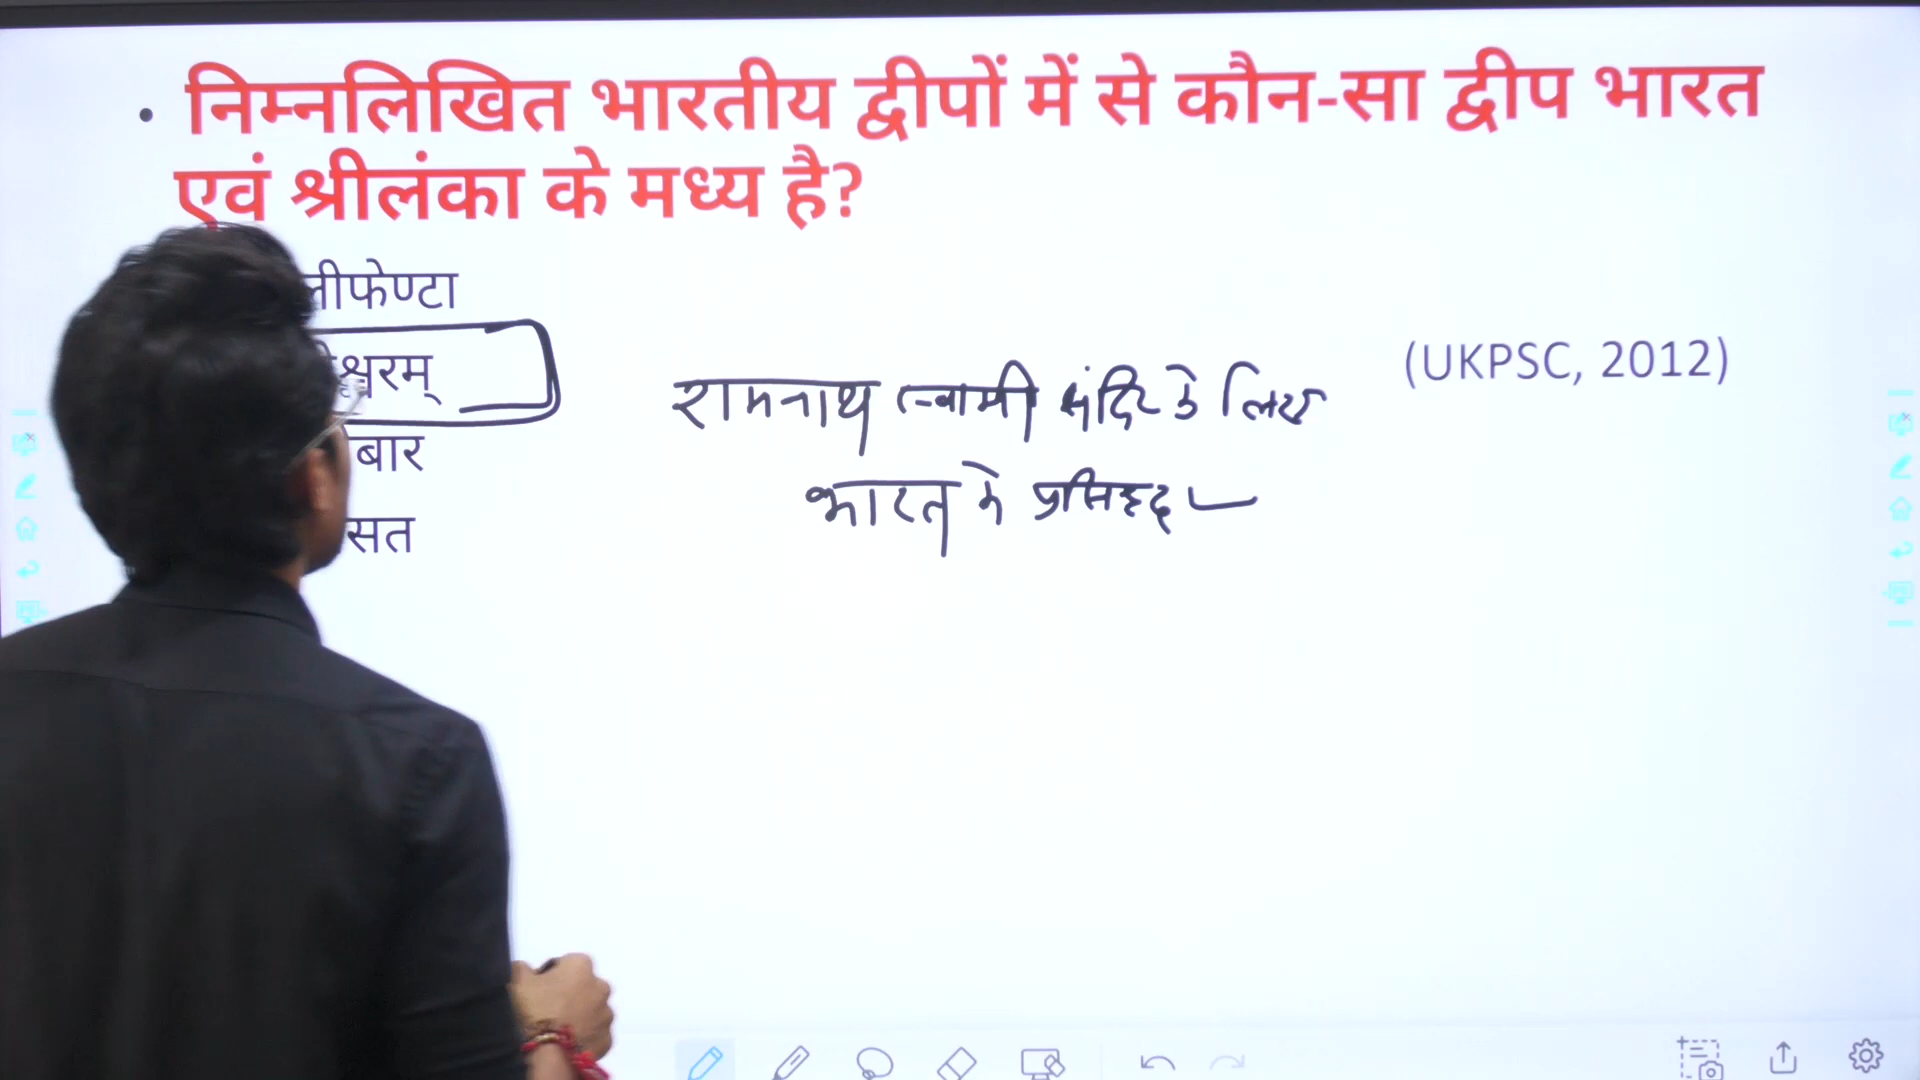 • निम्नलिखित भारतीय द्वीपों में से कौन-सा द्वीप भारत
एवं श्रीलंका के मध्य है?
लीफेण्टा
श्वरम्
(UKPSC, 2012)
बार
सत
रामनाथ स्वामी मंदिर के लिए
भारत मे प्रसिद्द